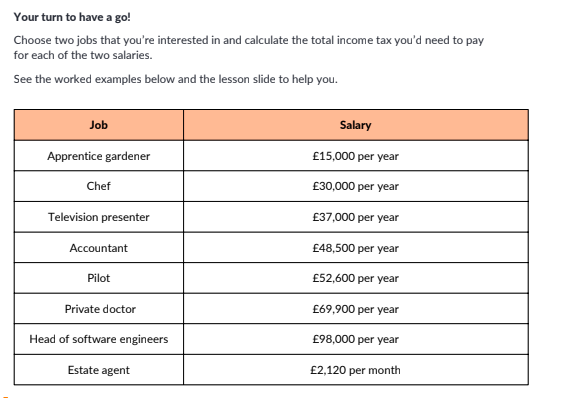 Your turn to have a go!
Choose two jobs that you're interested in and calculate the total income tax you'd need to pay
for each of the two salaries.
See the worked examples below and the lesson slide to help you.
Job Salary
Apprentice gardener £15,000 per year
Chef £30,000 per year
Television presenter £37,000 per year
Accountant £48,500 per year
Pilot £52,600 per year
Private doctor £69,900 per year
Head of software engineers £98,000 per year
Estate agent £2,120 per month